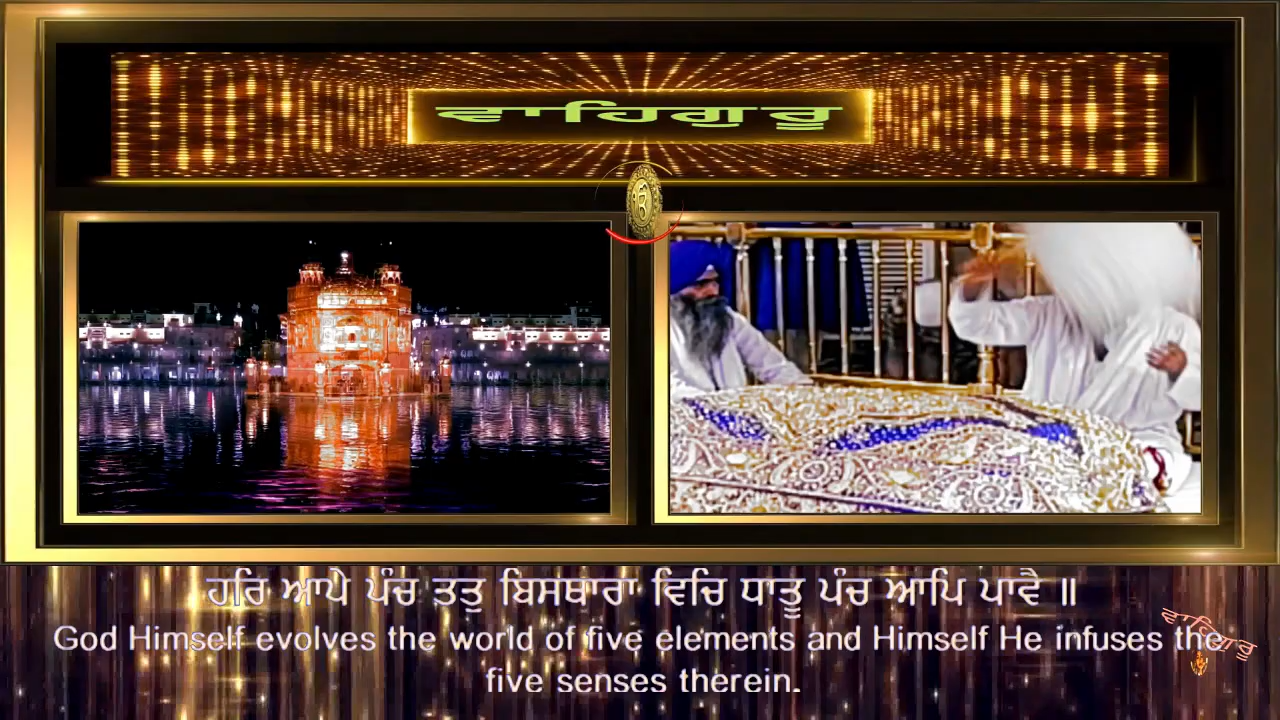 ਵਾਹਿਗੁਰੂ
ੴ
ਹਰਿ ਆਪੇ ਪੰਚ ਤਤੁ ਬਿਸਥਾਰਾ ਵਿਚਿ ਧਾਤੂ ਪੰਚ ਆਪਿ ਪਾਵੈ ॥
God Himself evolves the world of five elements and Himself He infuses the
five senses therein.
ਵਾਹਿਗੁਰੂ॥